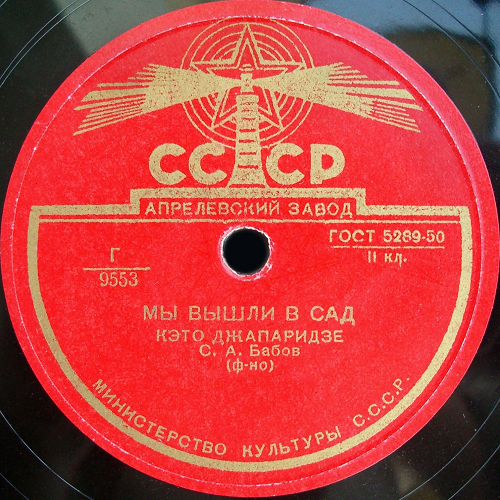 СССР
АПРЕЛЕВСКИЙ ЗАВОД
ГОСТ 5289-50
II кл.
Г
9553
МЫ ВЫШЛИ В САД
КЭТО ДЖАПАРИДЗЕ
С. А. Бабов
(ф-но)
МИНИСТЕРСТВО КУЛЬТУРЫ С.С.С.Р.